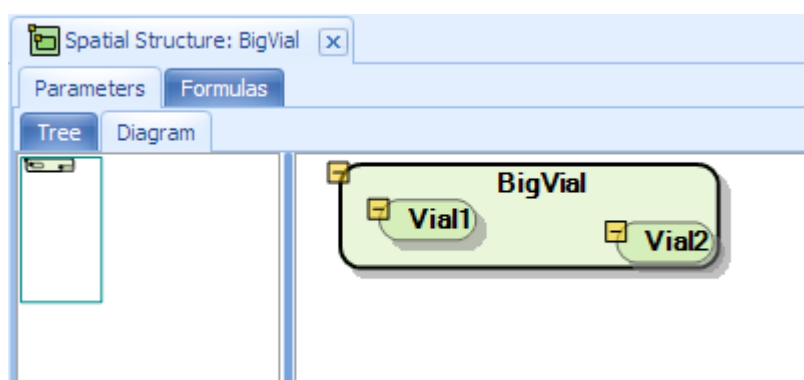 Spatial Structure: BigVial
Parameters Formulas
Tree Diagram
BigVial
Vial1
Vial2